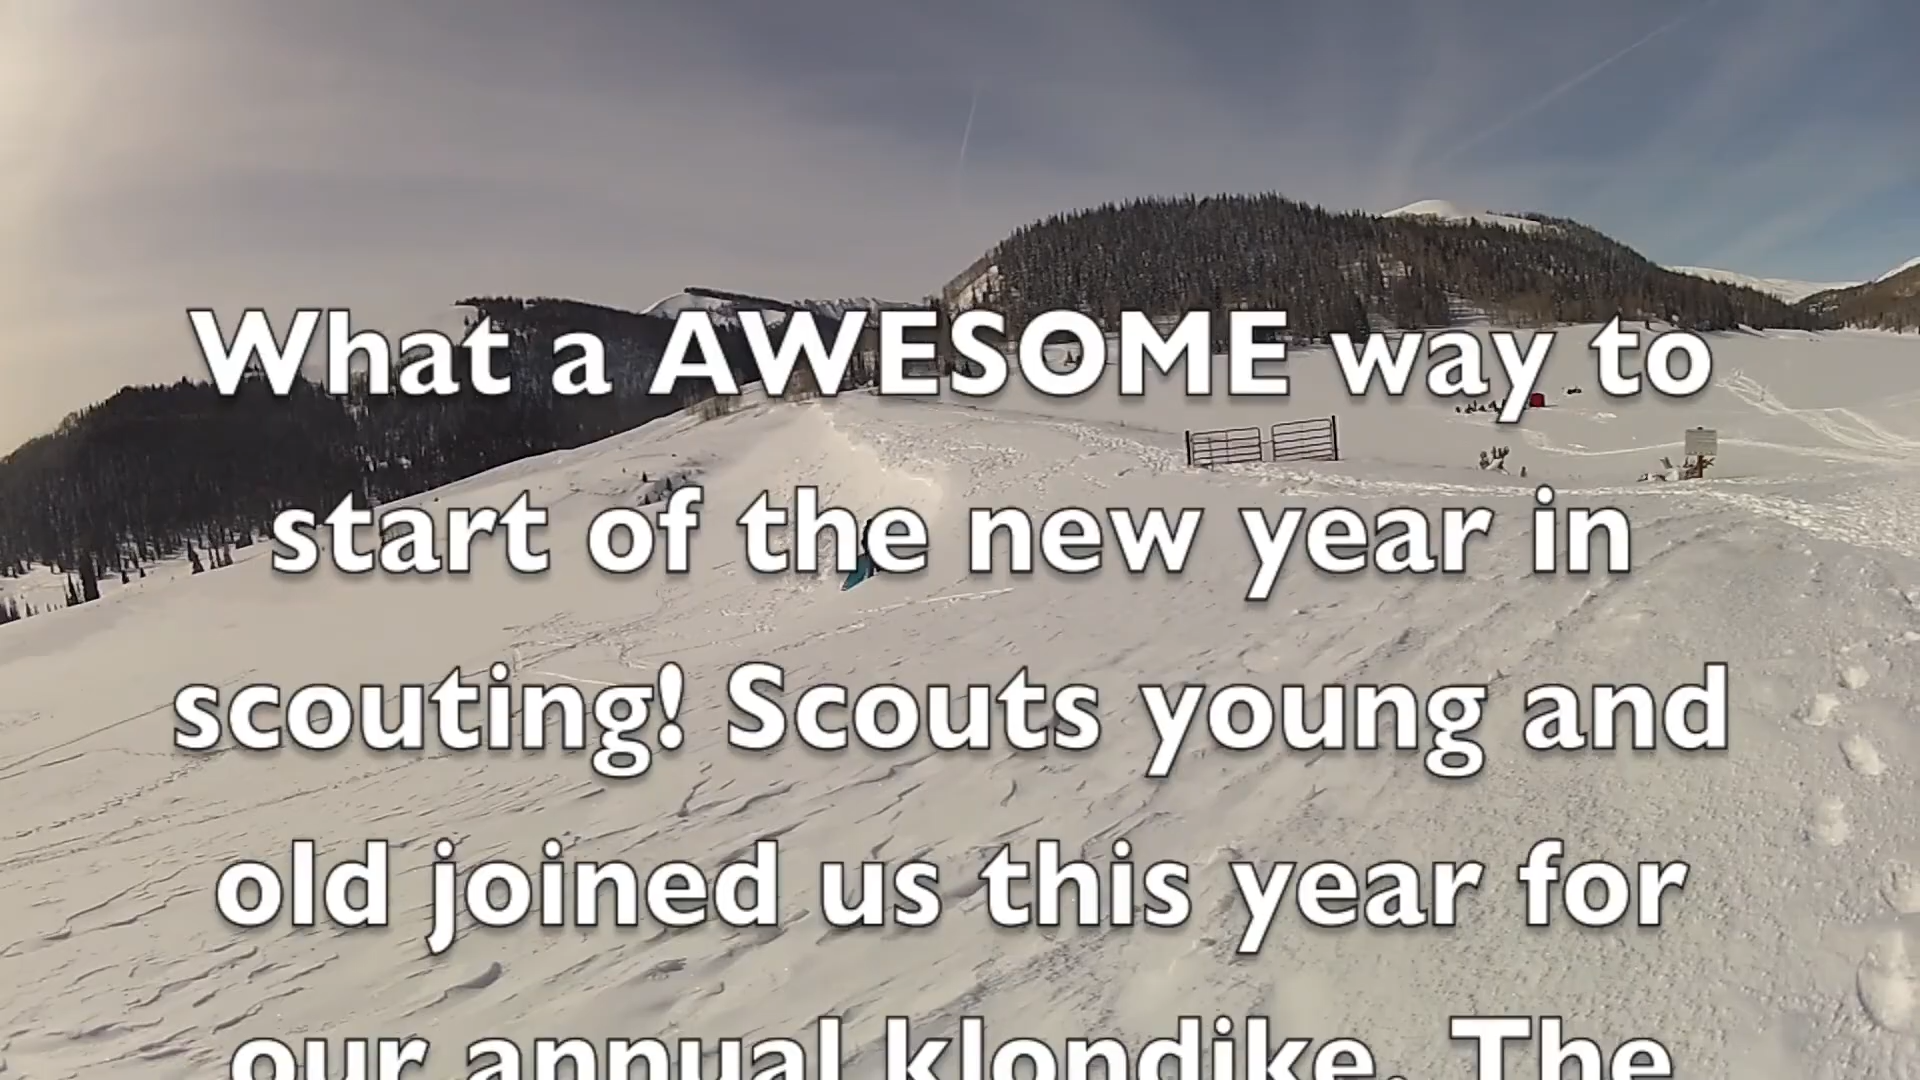 What a AWESOME way to
start of the new year in
scouting! Scouts young and
old joined us this year for
our annual klondike. The